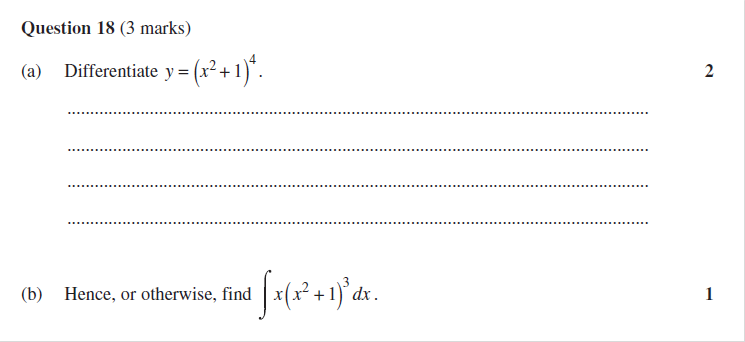 Question 18 (3 marks)
(a) Differentiate y = (x² + 1)⁴. 2
(b) Hence, or otherwise, find ∫ x(x² + 1)³ dx. 1